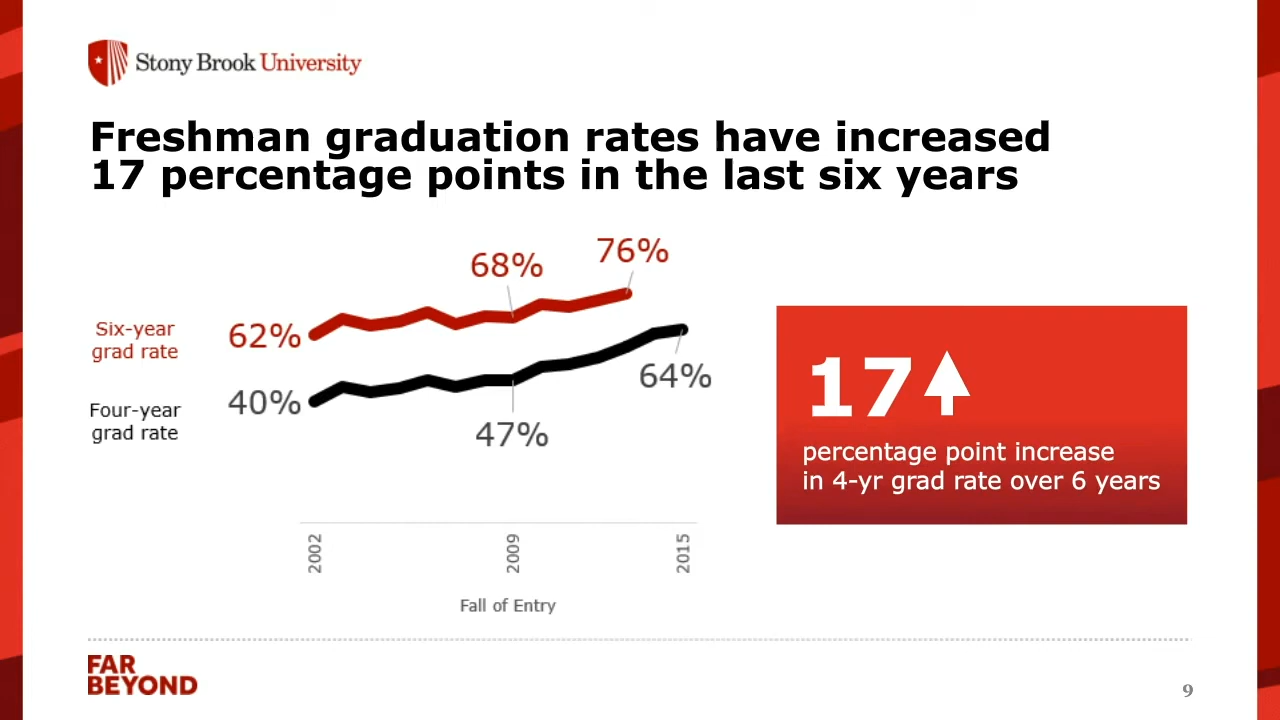 Stony Brook University
Freshman graduation rates have increased
17 percentage points in the last six years
76%
68%
Six-year
grad rate
62%
64%
Four-year
grad rate
40%
47%
17
percentage point increase
in 4-yr grad rate over 6 years
2002
2009
2015
Fall of Entry
FAR
BEYOND
9